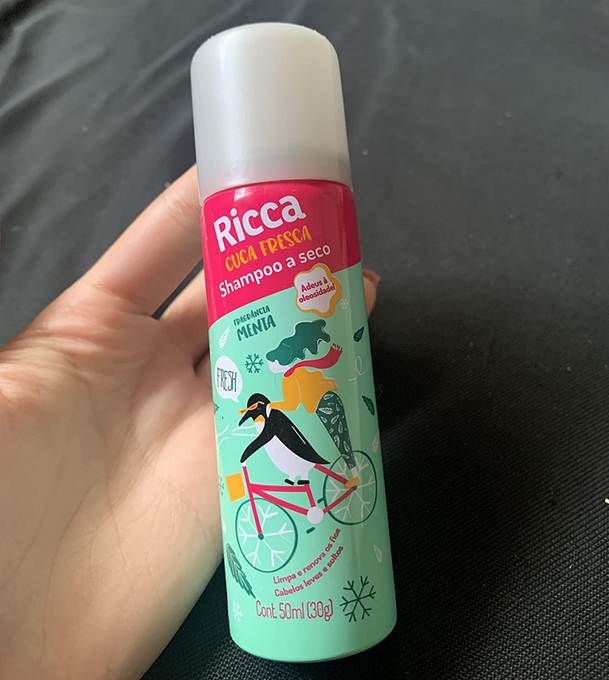 Ricca
CUCA FRESCA
Shampoo a seco
Adeus à
oleosidade!
FRAGRÂNCIA
MENTA
FRESH
Limpa e renova os fios
Cabelos leves e soltos
Cont. 50ml (30g)